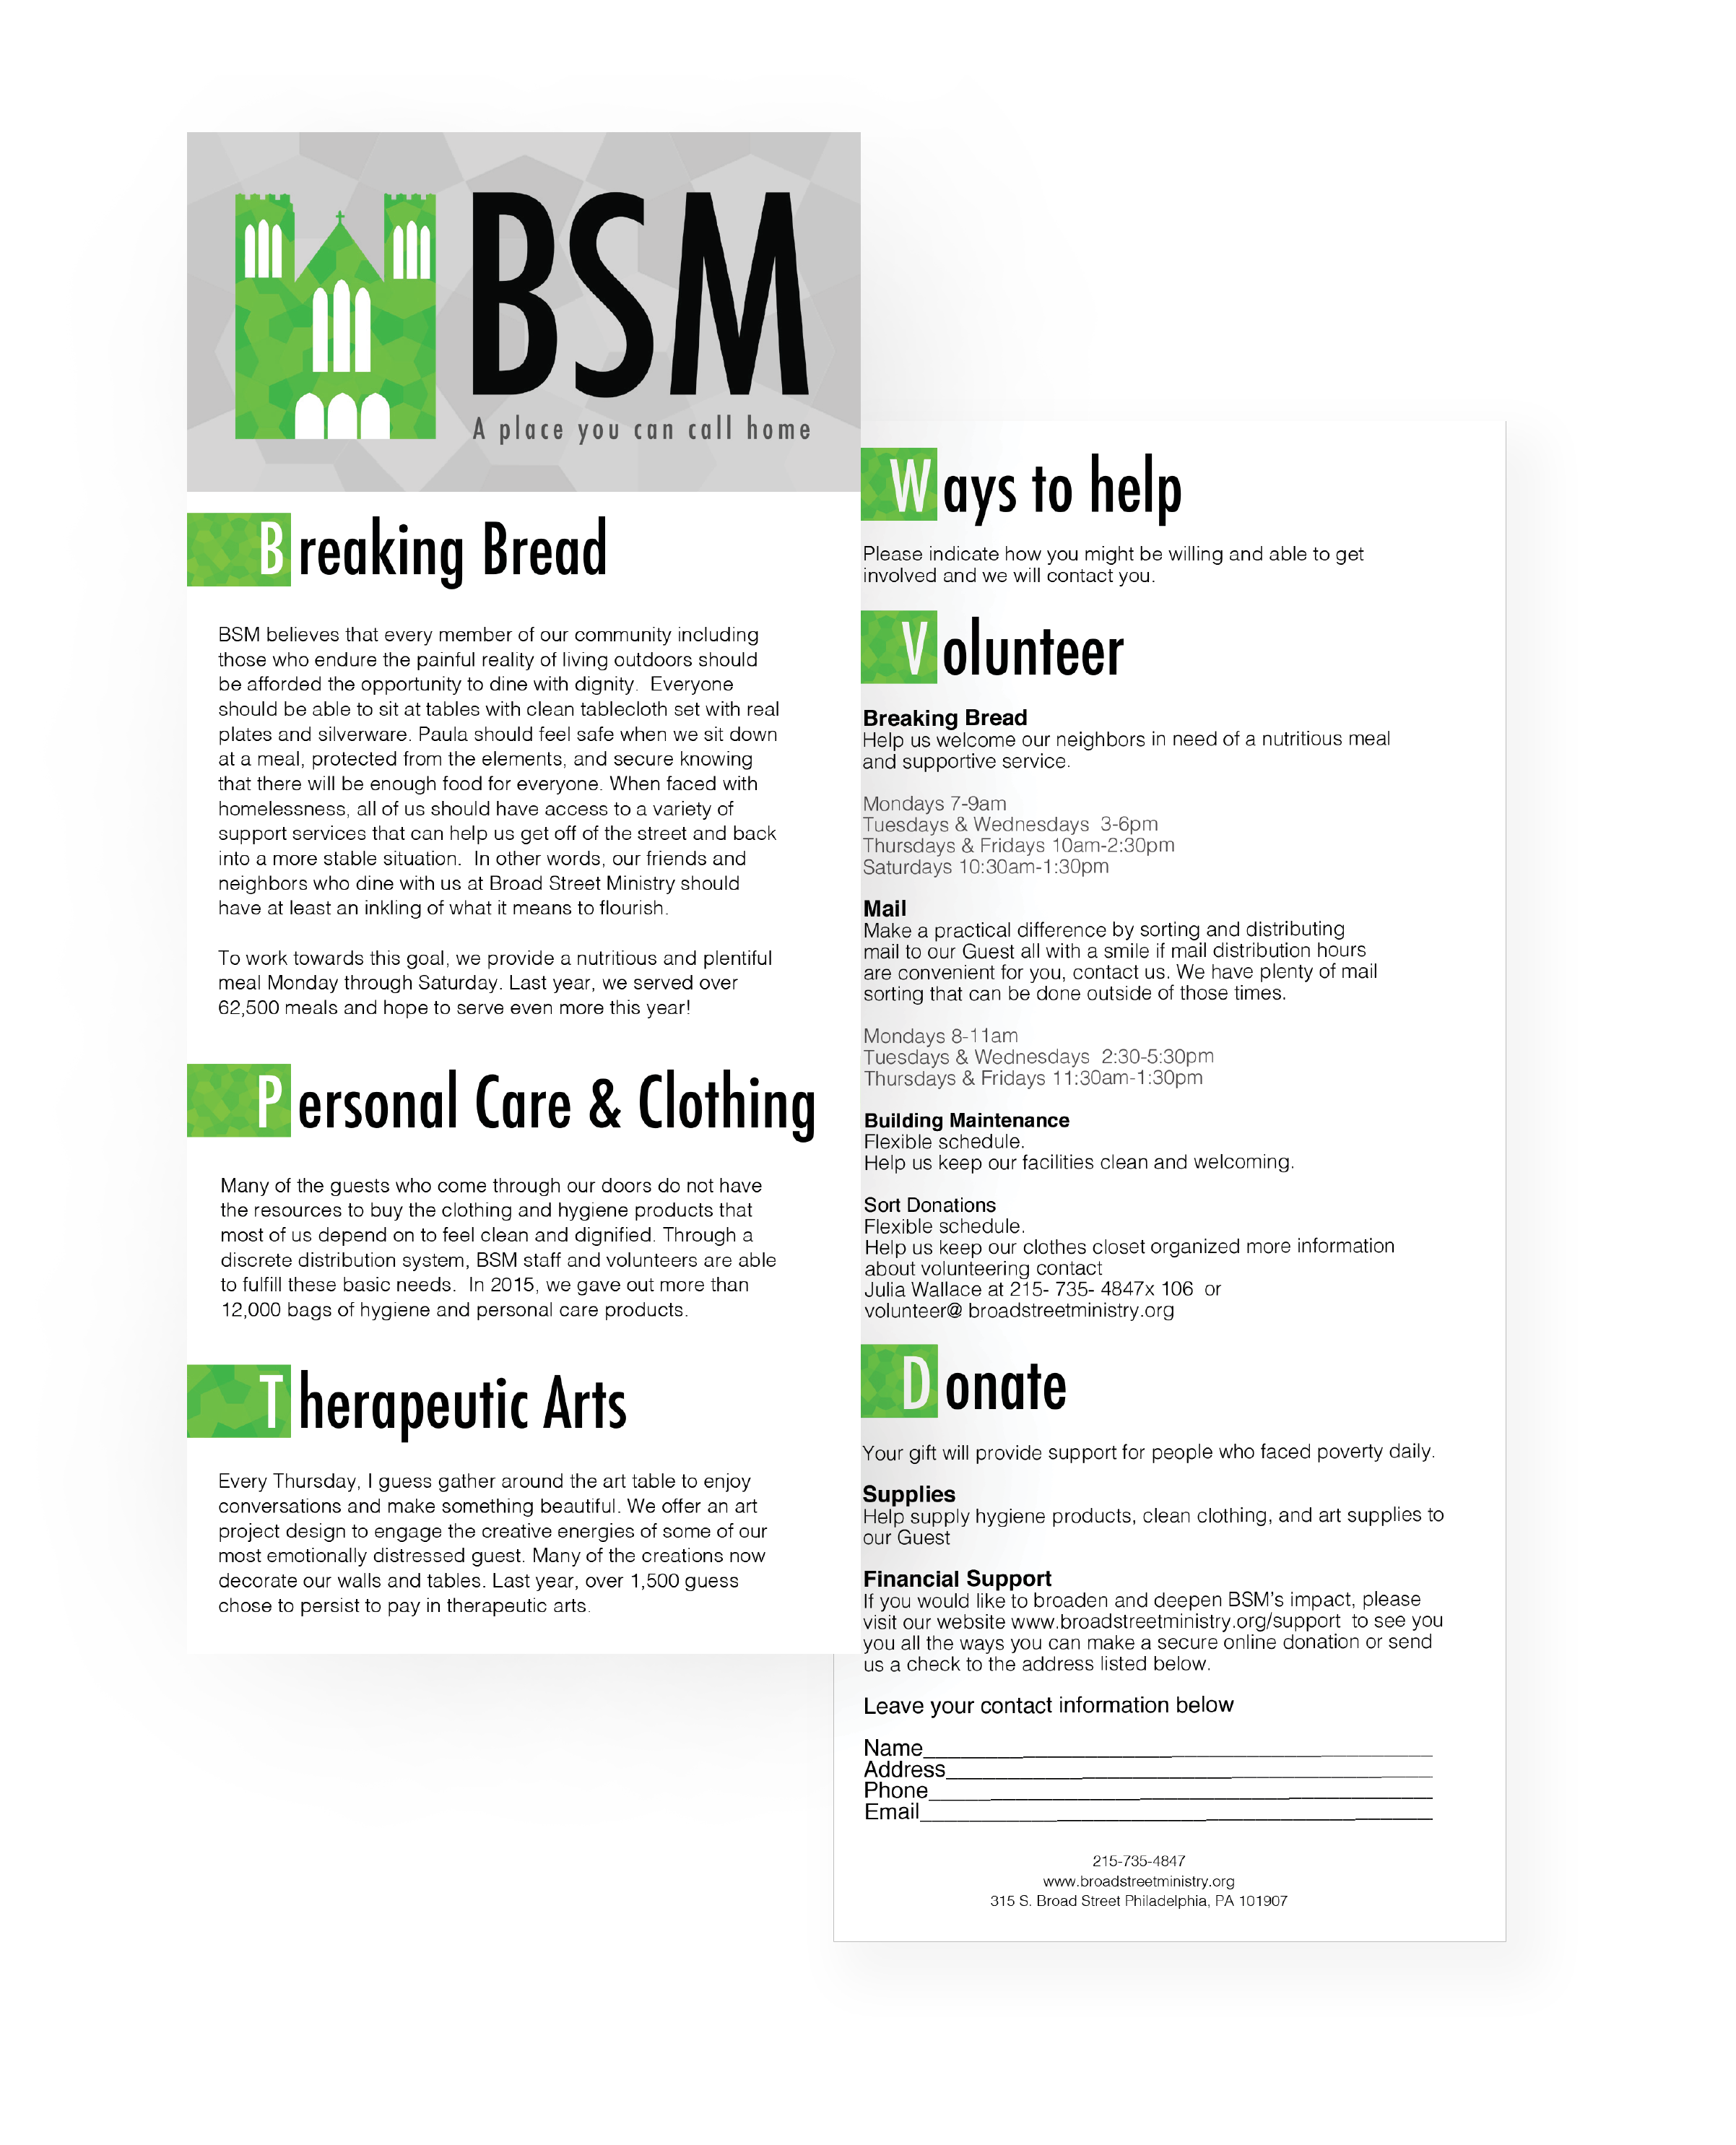 BSM
A place you can call home
Breaking Bread
BSM believes that every member of our community including
those who endure the painful reality of living outdoors should
be afforded the opportunity to dine with dignity.  Everyone
should be able to sit at tables with clean tablecloth set with real
plates and silverware. Paula should feel safe when we sit down
at a meal, protected from the elements, and secure knowing
that there will be enough food for everyone. When faced with
homelessness, all of us should have access to a variety of
support services that can help us get off of the street and back
into a more stable situation.  In other words, our friends and
neighbors who dine with us at Broad Street Ministry should
have at least an inkling of what it means to flourish.
To work towards this goal, we provide a nutritious and plentiful
meal Monday through Saturday. Last year, we served over
62,500 meals and hope to serve even more this year!
Personal Care & Clothing
Many of the guests who come through our doors do not have
the resources to buy the clothing and hygiene products that
most of us depend on to feel clean and dignified. Through a
discrete distribution system, BSM staff and volunteers are able
to fulfill these basic needs.  In 2015, we gave out more than
12,000 bags of hygiene and personal care products.
Therapeutic Arts
Every Thursday, I guess gather around the art table to enjoy
conversations and make something beautiful. We offer an art
project design to engage the creative energies of some of our
most emotionally distressed guest. Many of the creations now
decorate our walls and tables. Last year, over 1,500 guess
chose to persist to pay in therapeutic arts.
Ways to help
Please indicate how you might be willing and able to get
involved and we will contact you.
Volunteer
Breaking Bread
Help us welcome our neighbors in need of a nutritious meal
and supportive service.
Mondays 7-9am
Tuesdays & Wednesdays  3-6pm
Thursdays & Fridays 10am-2:30pm
Saturdays 10:30am-1:30pm
Mail
Make a practical difference by sorting and distributing
mail to our Guest all with a smile if mail distribution hours
are convenient for you, contact us. We have plenty of mail
sorting that can be done outside of those times.
Mondays 8-11am
Tuesdays & Wednesdays  2:30-5:30pm
Thursdays & Fridays 11:30am-1:30pm
Building Maintenance
Flexible schedule.
Help us keep our facilities clean and welcoming.
Sort Donations
Flexible schedule.
Help us keep our clothes closet organized more information
about volunteering contact
Julia Wallace at 215- 735- 4847x 106  or
volunteer@ broadstreetministry.org
Donate
Your gift will provide support for people who faced poverty daily.
Supplies
Help supply hygiene products, clean clothing, and art supplies to
our Guest
Financial Support
If you would like to broaden and deepen BSM's impact, please
visit our website www.broadstreetministry.org/support  to see you
you all the ways you can make a secure online donation or send
us a check to the address listed below.
Leave your contact information below
Name
Address
Phone
Email
215-735-4847
www.broadstreetministry.org
315 S. Broad Street Philadelphia, PA 101907